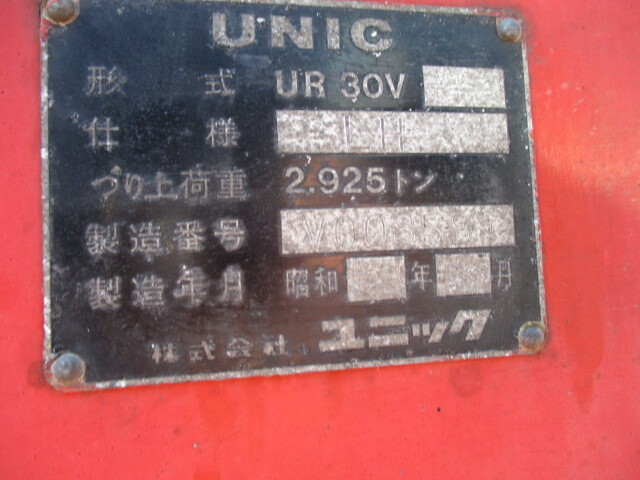 UNIC
形式 UR 30V
仕様
つり上荷重 2.925トン
製造番号
製造年月 昭和 年 月
株式会社 ユニック